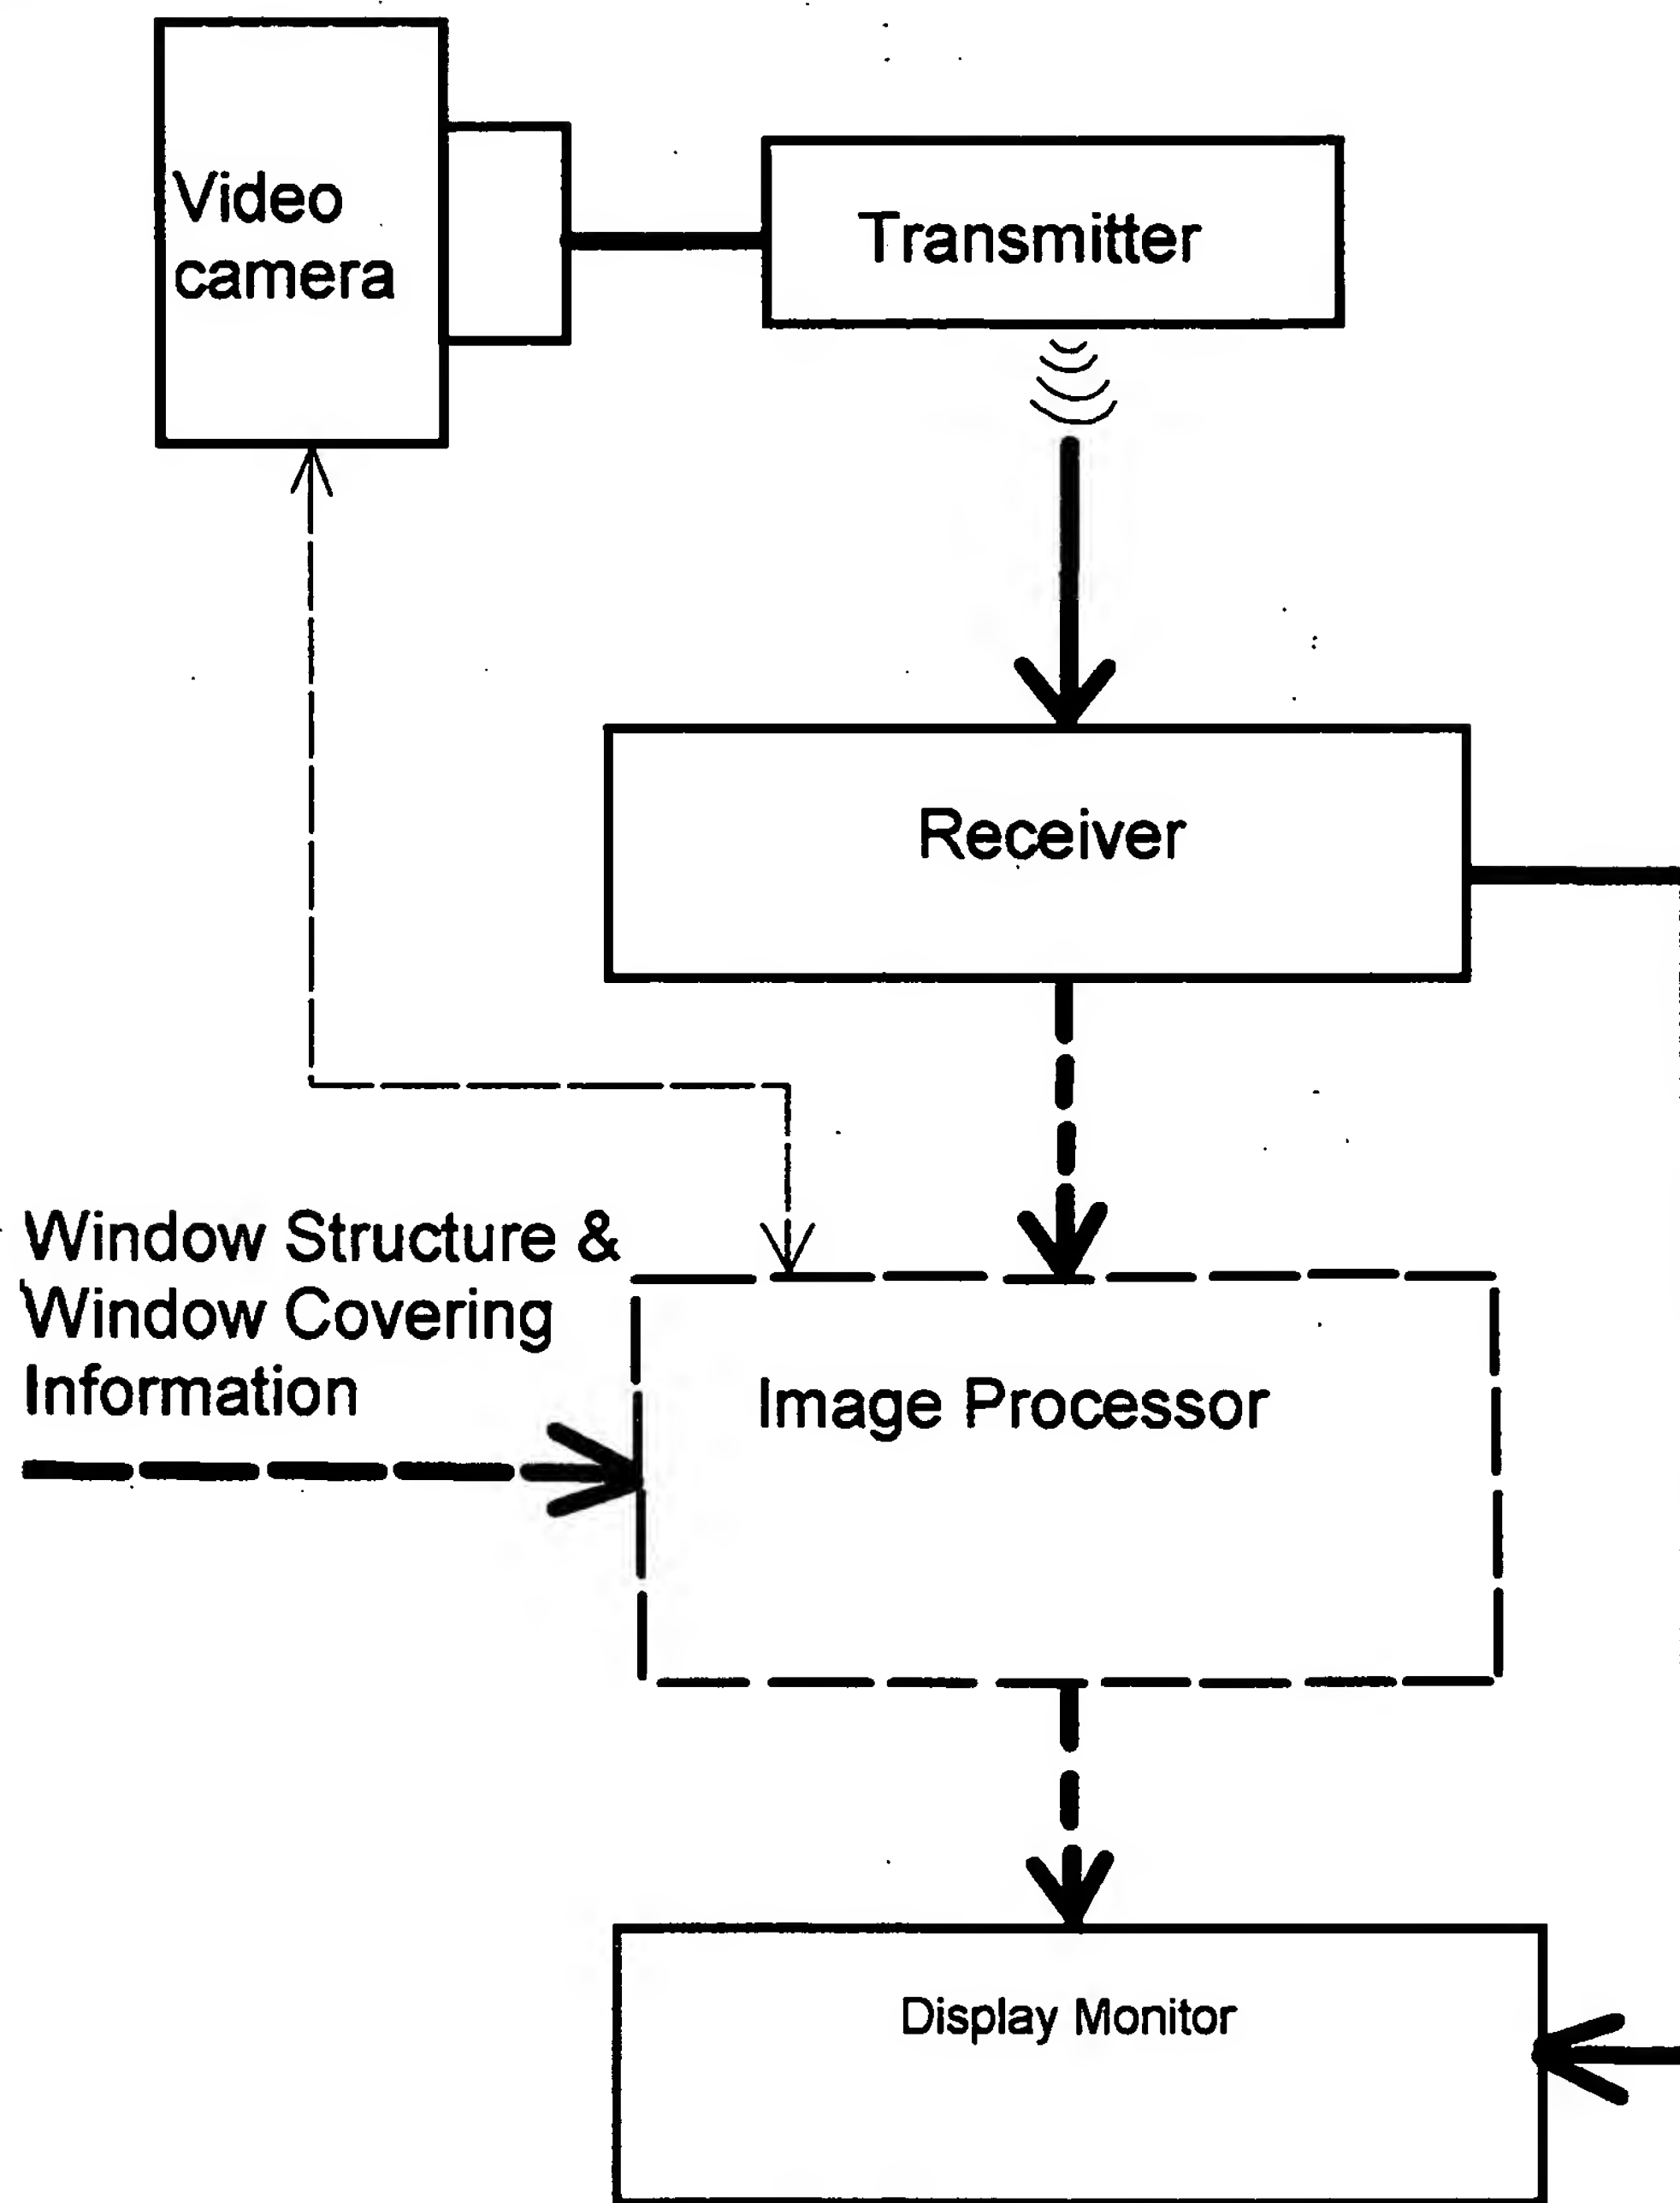 Video
camera
Transmitter
Receiver
Window Structure &
Window Covering
Information
Image Processor
Display Monitor